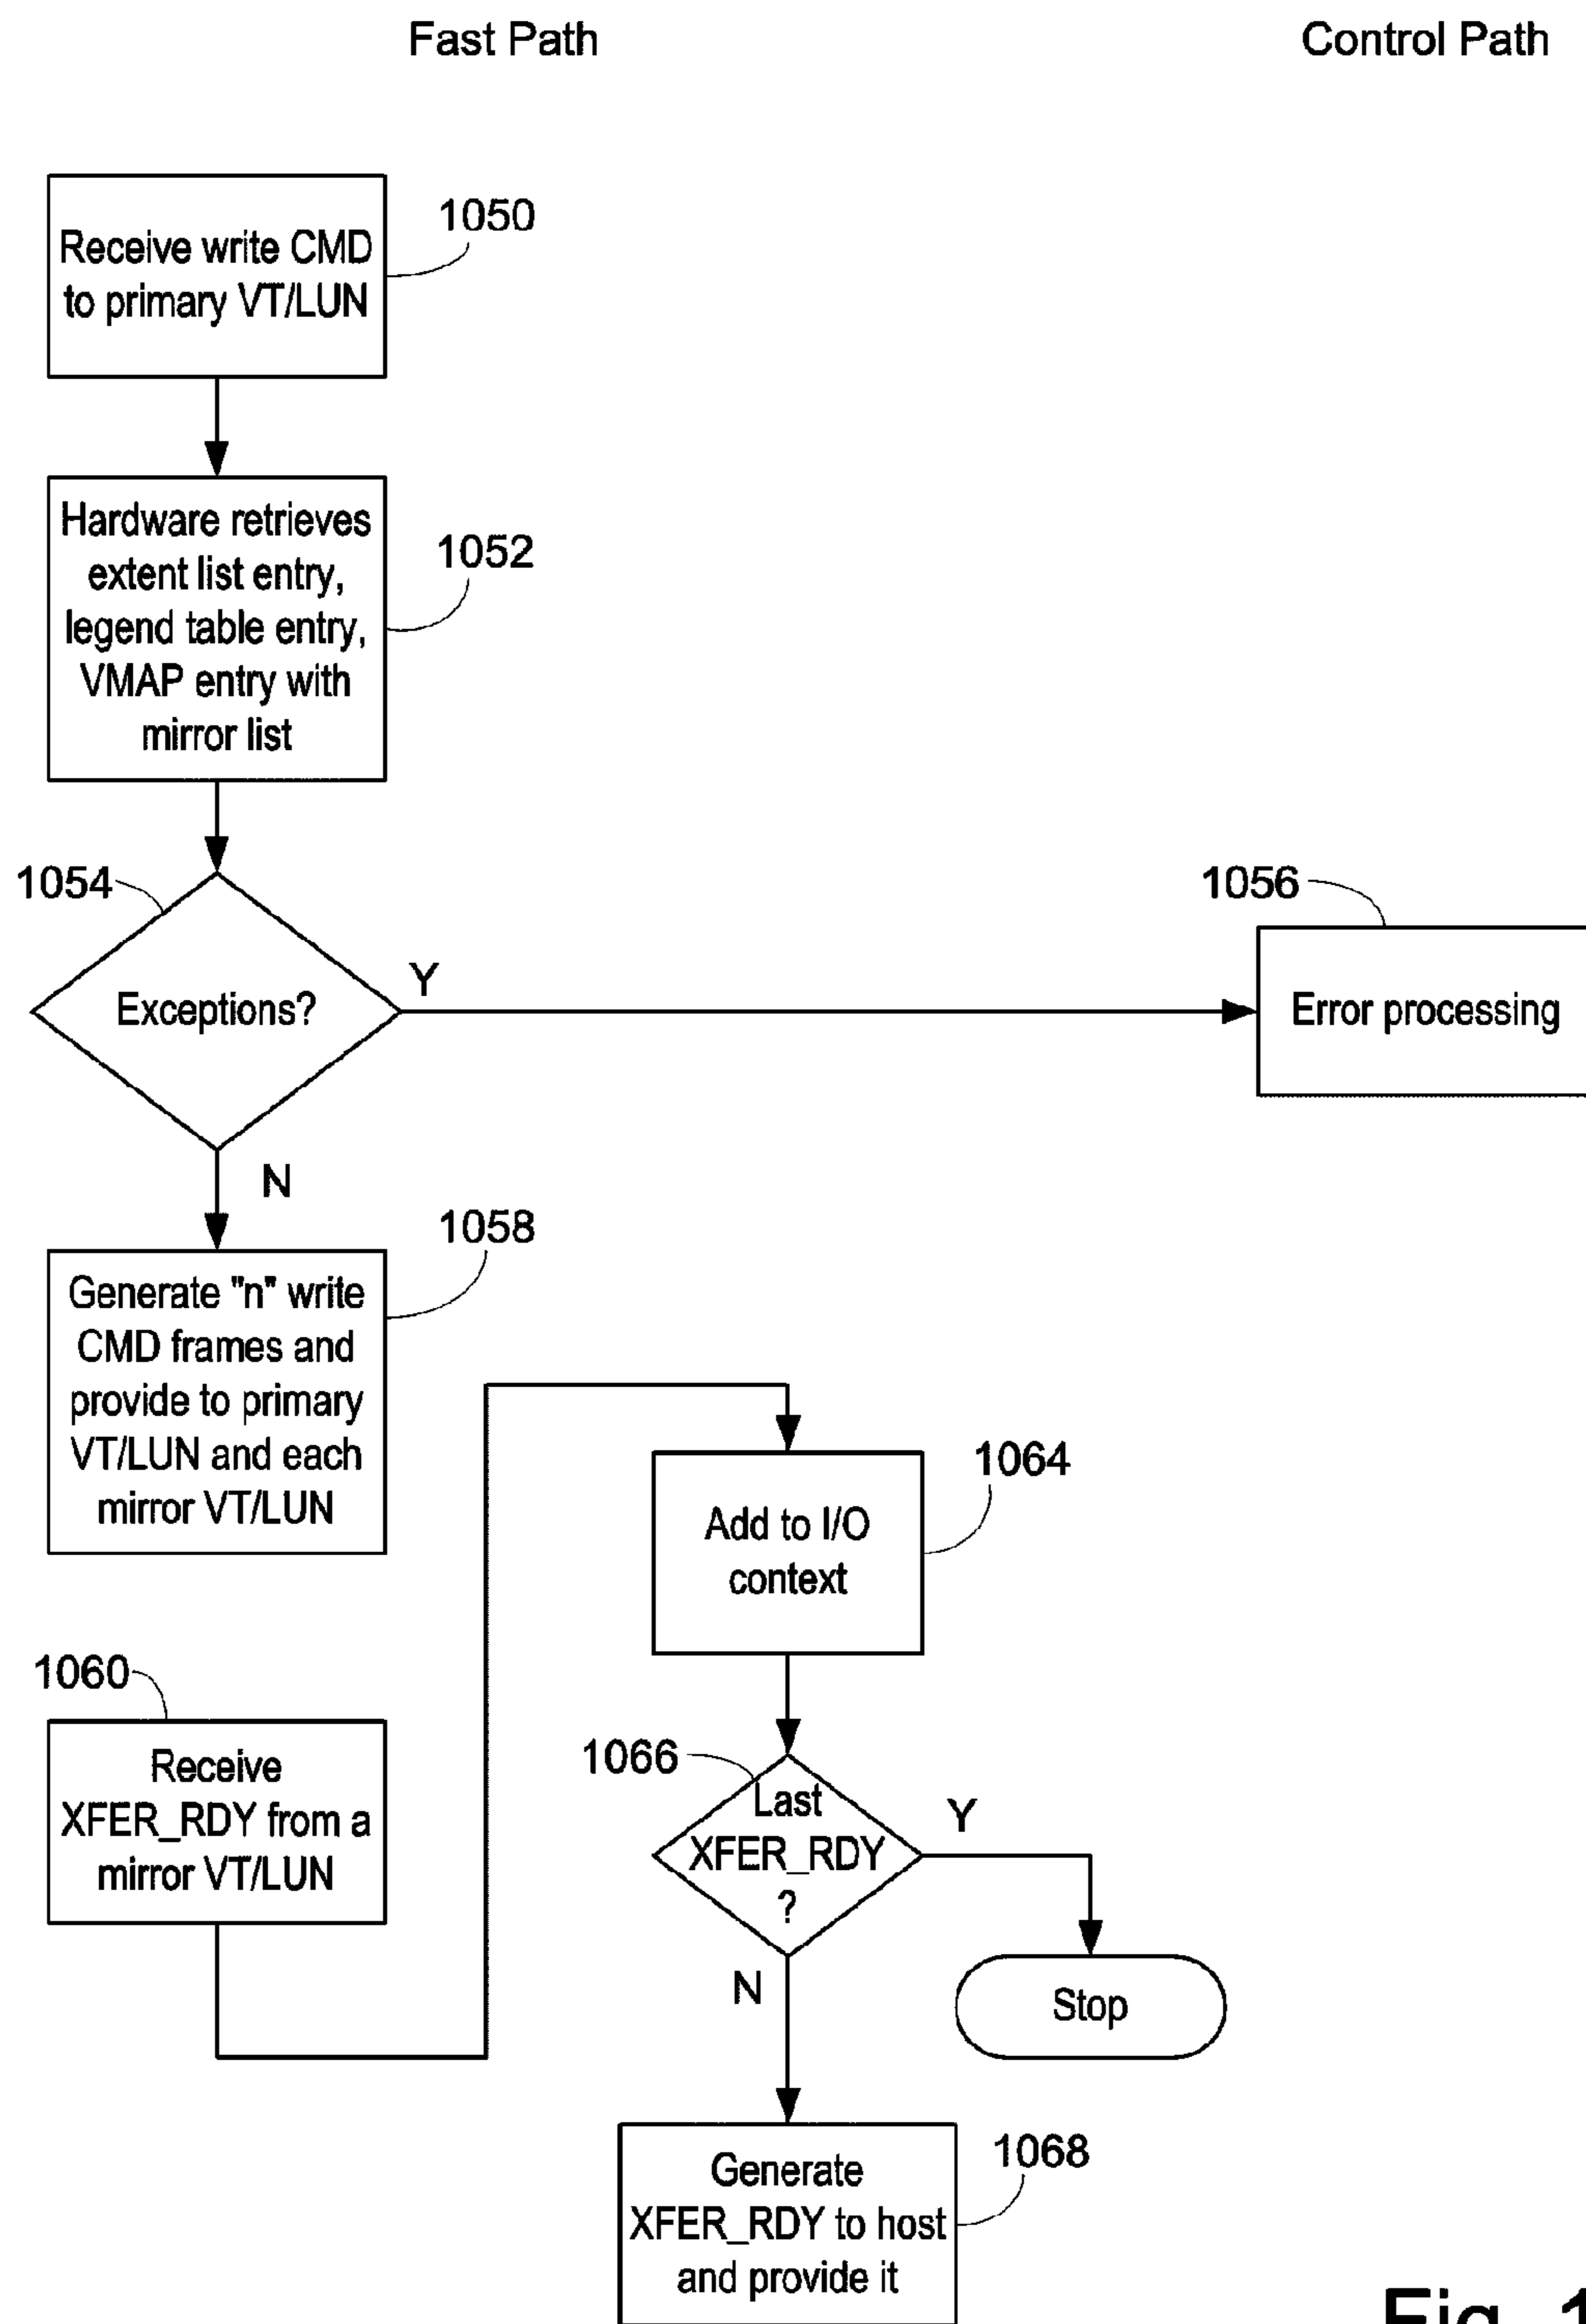 Fast Path
Control Path
1050
Receive write CMD
to primary VT/LUN
1052
Hardware retrieves
extent list entry,
legend table entry,
VMAP entry with
mirror list
1054
Exceptions?
Y
N
1056
Error processing
1058
Generate "n" write
CMD frames and
provide to primary
VT/LUN and each
mirror VT/LUN
1060
Receive
XFER_RDY from a
mirror VT/LUN
1064
Add to I/O
context
1066
Last
XFER_RDY
?
Y
N
Stop
1068
Generate
XFER_RDY to host
and provide it
Fig. 1